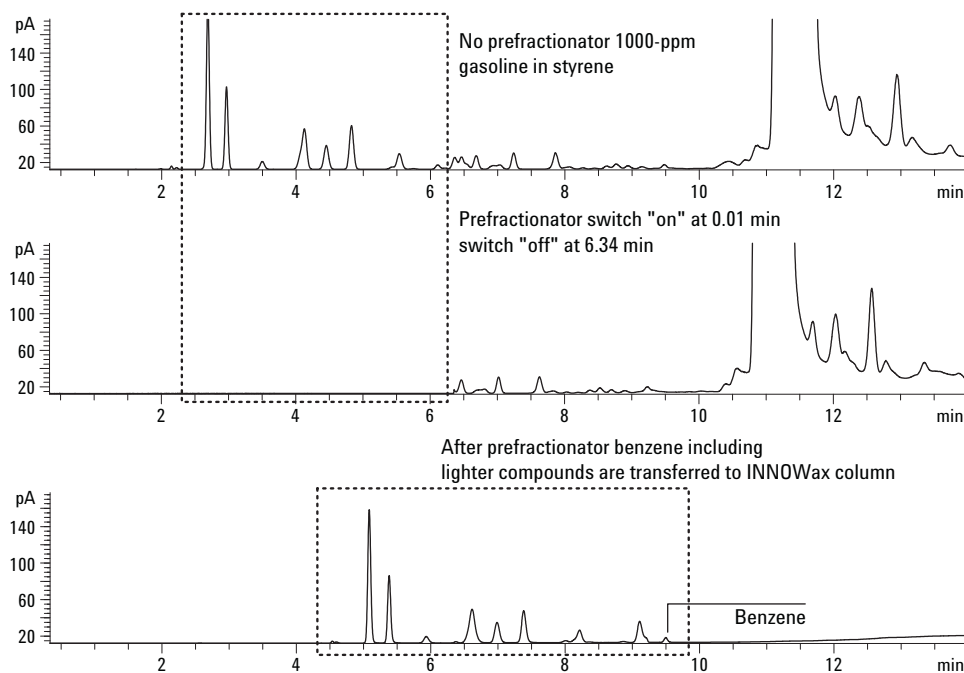 pA
140
100
60
20
No prefractionator 1000-ppm
gasoline in styrene
2 4 6 8 10 12 min
pA
140
100
60
20
Prefractionator switch "on" at 0.01 min
switch "off" at 6.34 min
2 4 6 8 10 12 min
After prefractionator benzene including
lighter compounds are transferred to INNOWax column
pA
140
100
60
20
Benzene
2 4 6 8 10 12 min